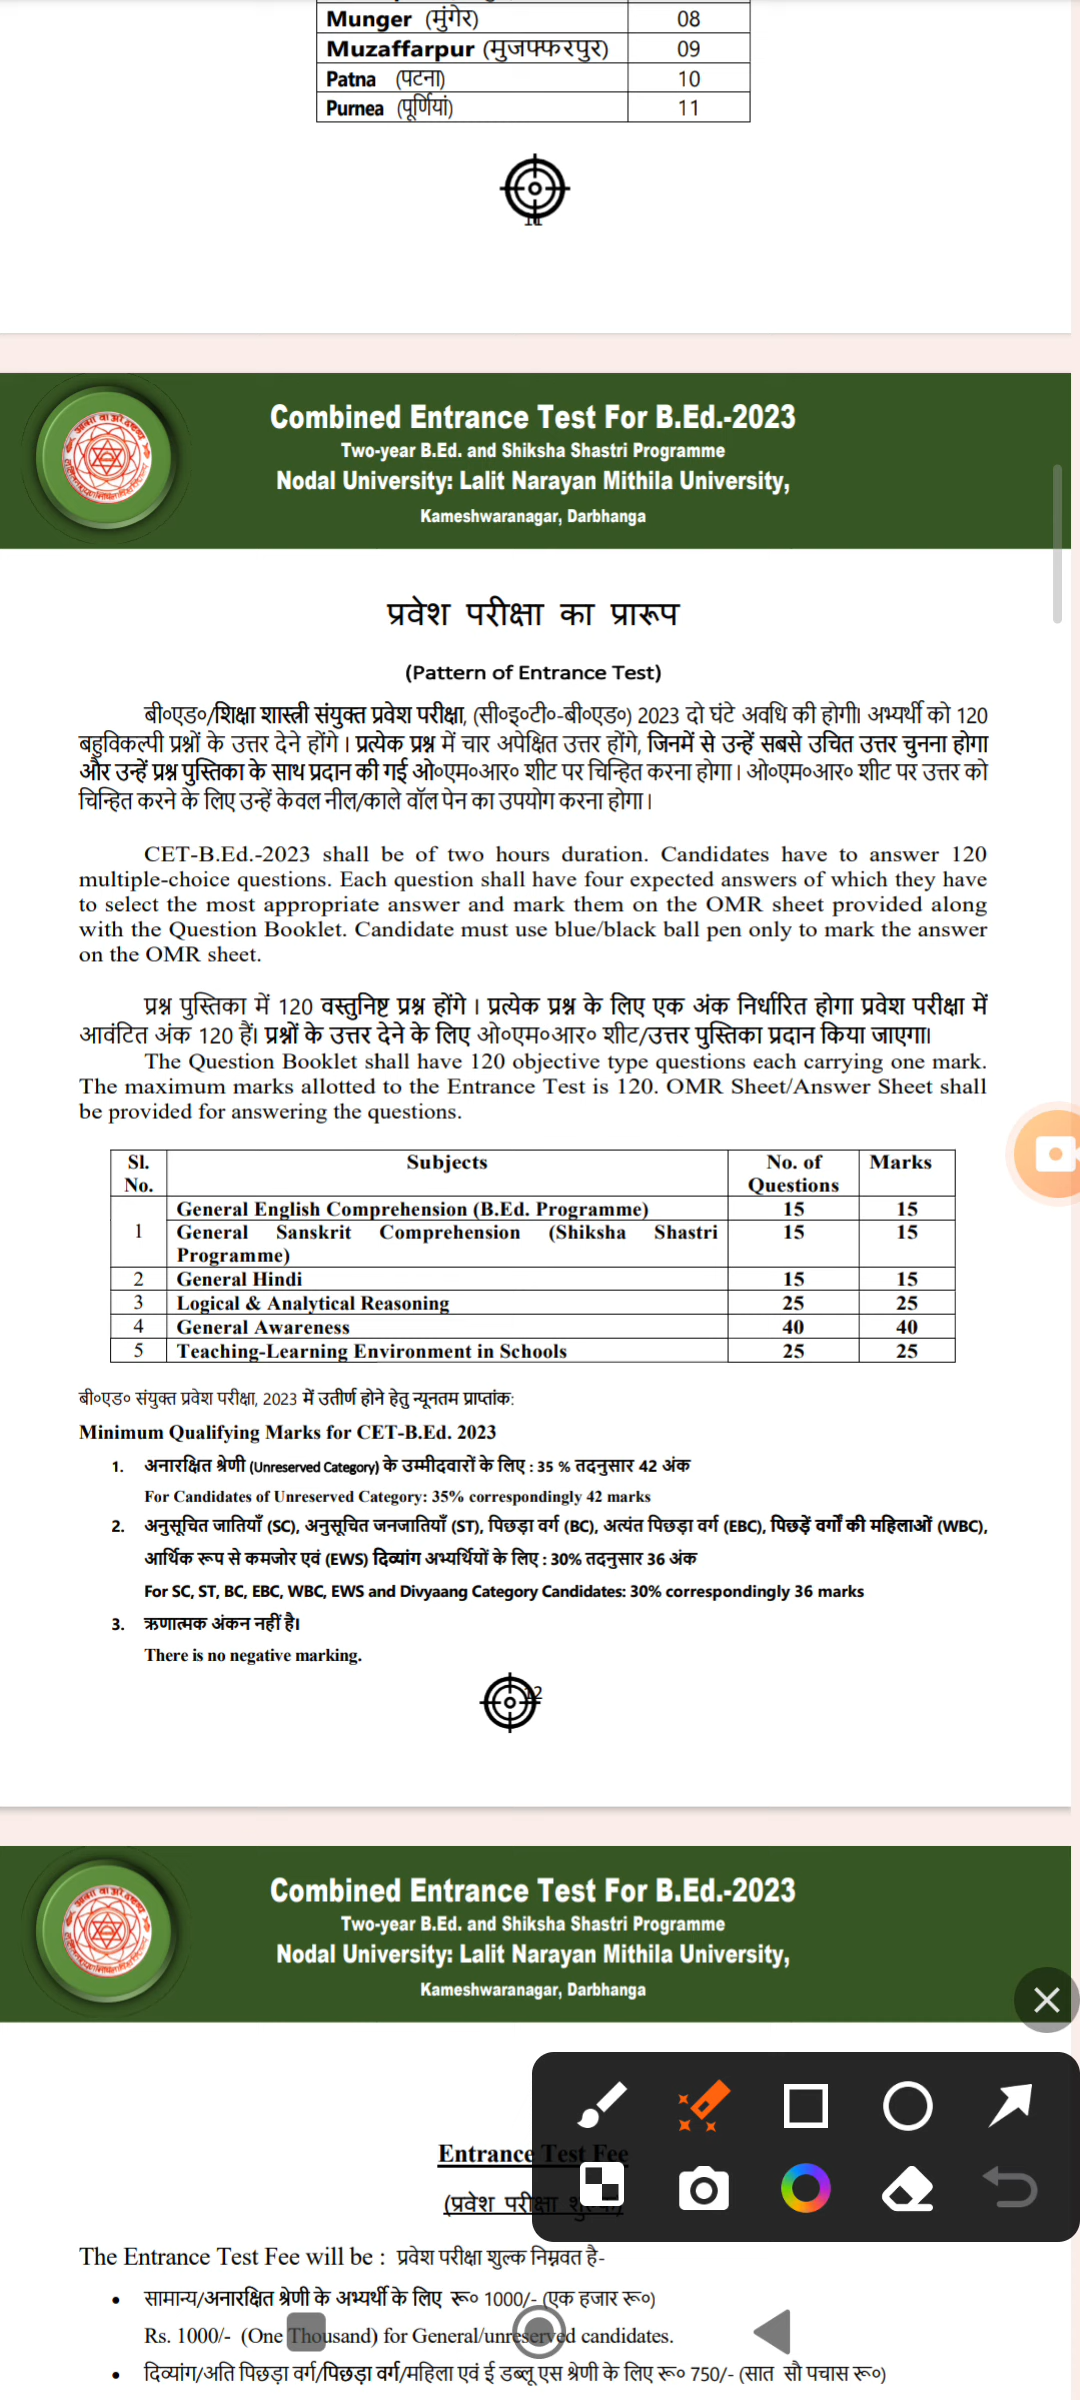 Munger (मुंगेर) 08
Muzaffarpur (मुजफ्फरपुर) 09
Patna (पटना) 10
Purnea (पूर्णियां) 11
11
Combined Entrance Test For B.Ed.-2023
Two-year B.Ed. and Shiksha Shastri Programme
Nodal University: Lalit Narayan Mithila University,
Kameshwaranagar, Darbhanga
प्रवेश परीक्षा का प्रारूप
(Pattern of Entrance Test)
बी०एड०/शिक्षा शास्त्री संयुक्त प्रवेश परीक्षा, (सी०इ०टी०-बी०एड०) 2023 दो घंटे अवधि की होगी। अभ्यर्थी को 120
बहुविकल्पी प्रश्नों के उत्तर देने होंगे । प्रत्येक प्रश्न में चार अपेक्षित उत्तर होंगे, जिनमें से उन्हें सबसे उचित उत्तर चुनना होगा
और उन्हें प्रश्न पुस्तिका के साथ प्रदान की गई ओ०एम०आर० शीट पर चिन्हित करना होगा । ओ०एम०आर० शीट पर उत्तर को
चिन्हित करने के लिए उन्हें केवल नील/काले वॉल पेन का उपयोग करना होगा ।
CET-B.Ed.-2023 shall be of two hours duration. Candidates have to answer 120
multiple-choice questions. Each question shall have four expected answers of which they have
to select the most appropriate answer and mark them on the OMR sheet provided along
with the Question Booklet. Candidate must use blue/black ball pen only to mark the answer
on the OMR sheet.
प्रश्न पुस्तिका में 120 वस्तुनिष्ट प्रश्न होंगे । प्रत्येक प्रश्न के लिए एक अंक निर्धारित होगा प्रवेश परीक्षा में
आवंटित अंक 120 हैं। प्रश्नों के उत्तर देने के लिए ओ०एम०आर० शीट/उत्तर पुस्तिका प्रदान किया जाएगा।
The Question Booklet shall have 120 objective type questions each carrying one mark.
The maximum marks allotted to the Entrance Test is 120. OMR Sheet/Answer Sheet shall
be provided for answering the questions.
Sl. No. Subjects No. of Questions Marks
1 General English Comprehension (B.Ed. Programme) 15 15
General Sanskrit Comprehension (Shiksha Shastri Programme) 15 15
2 General Hindi 15 15
3 Logical & Analytical Reasoning 25 25
4 General Awareness 40 40
5 Teaching-Learning Environment in Schools 25 25
बी०एड० संयुक्त प्रवेश परीक्षा, 2023 में उतीर्ण होने हेतु न्यूनतम प्राप्तांक:
Minimum Qualifying Marks for CET-B.Ed. 2023
1. अनारक्षित श्रेणी (Unreserved Category) के उम्मीदवारों के लिए : 35 % तदनुसार 42 अंक
For Candidates of Unreserved Category: 35% correspondingly 42 marks
2. अनुसूचित जातियाँ (SC), अनुसूचित जनजातियाँ (ST), पिछड़ा वर्ग (BC), अत्यंत पिछड़ा वर्ग (EBC), पिछड़ें वर्गों की महिलाओं (WBC),
आर्थिक रूप से कमजोर एवं (EWS) दिव्यांग अभ्यर्थियों के लिए : 30% तदनुसार 36 अंक
For SC, ST, BC, EBC, WBC, EWS and Divyaang Category Candidates: 30% correspondingly 36 marks
3. ऋणात्मक अंकन नहीं है।
There is no negative marking.
12
Combined Entrance Test For B.Ed.-2023
Two-year B.Ed. and Shiksha Shastri Programme
Nodal University: Lalit Narayan Mithila University,
Kameshwaranagar, Darbhanga
Entrance Test Fee
(प्रवेश परीक्षा शुल्क)
The Entrance Test Fee will be : प्रवेश परीक्षा शुल्क निम्नवत है-
• सामान्य/अनारक्षित श्रेणी के अभ्यर्थी के लिए रू० 1000/- (एक हजार रू०)
Rs. 1000/- (One Thousand) for General/unreserved candidates.
• दिव्यांग/अति पिछड़ा वर्ग/पिछड़ा वर्ग/महिला एवं ई डब्लू एस श्रेणी के लिए रू० 750/- (सात सौ पचास रू०)